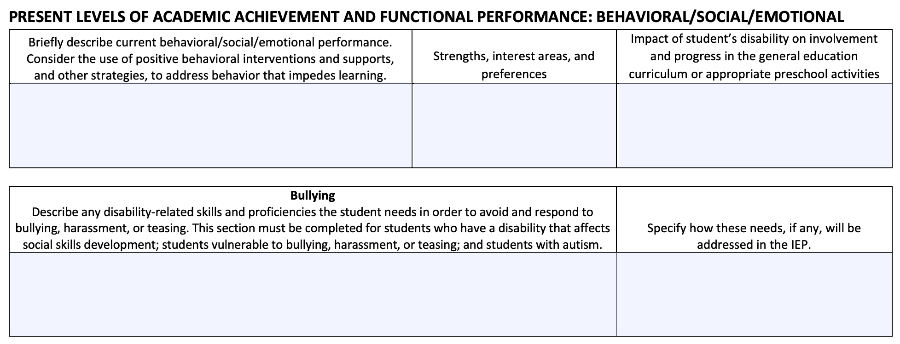 PRESENT LEVELS OF ACADEMIC ACHIEVEMENT AND FUNCTIONAL PERFORMANCE: BEHAVIORAL/SOCIAL/EMOTIONAL
Briefly describe current behavioral/social/emotional performance.
Consider the use of positive behavioral interventions and supports,
and other strategies, to address behavior that impedes learning.
Strengths, interest areas, and
preferences
Impact of student's disability on involvement
and progress in the general education
curriculum or appropriate preschool activities
Bullying
Describe any disability-related skills and proficiencies the student needs in order to avoid and respond to
bullying, harassment, or teasing. This section must be completed for students who have a disability that affects
social skills development; students vulnerable to bullying, harassment, or teasing; and students with autism.
Specify how these needs, if any, will be
addressed in the IEP.